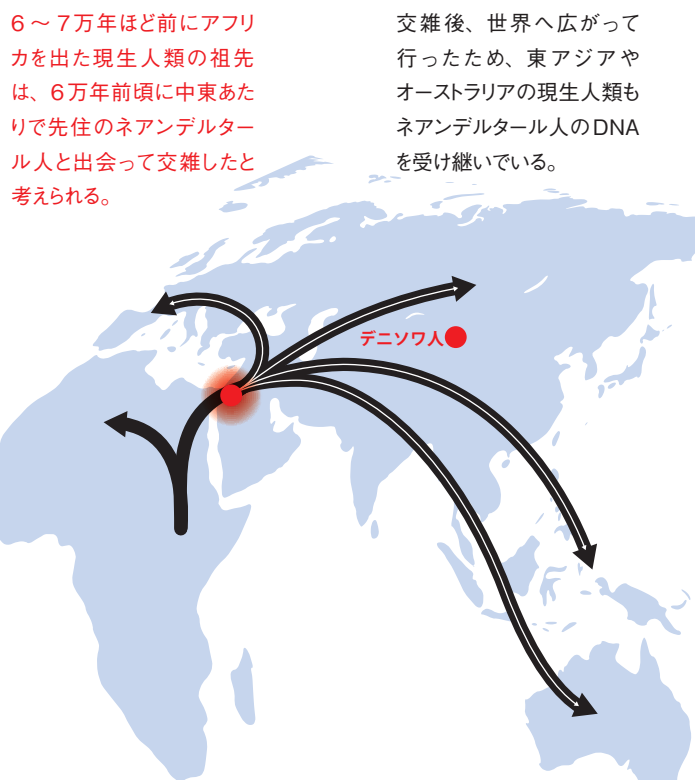 6～7万年ほど前にアフリ
カを出た現生人類の祖先
は、6万年前頃に中東あた
りで先住のネアンデルター
ル人と出会って交雑したと
考えられる。
交雑後、世界へ広がって
行ったため、東アジアや
オーストラリアの現生人類も
ネアンデルタール人のDNA
を受け継いでいる。
デニソワ人